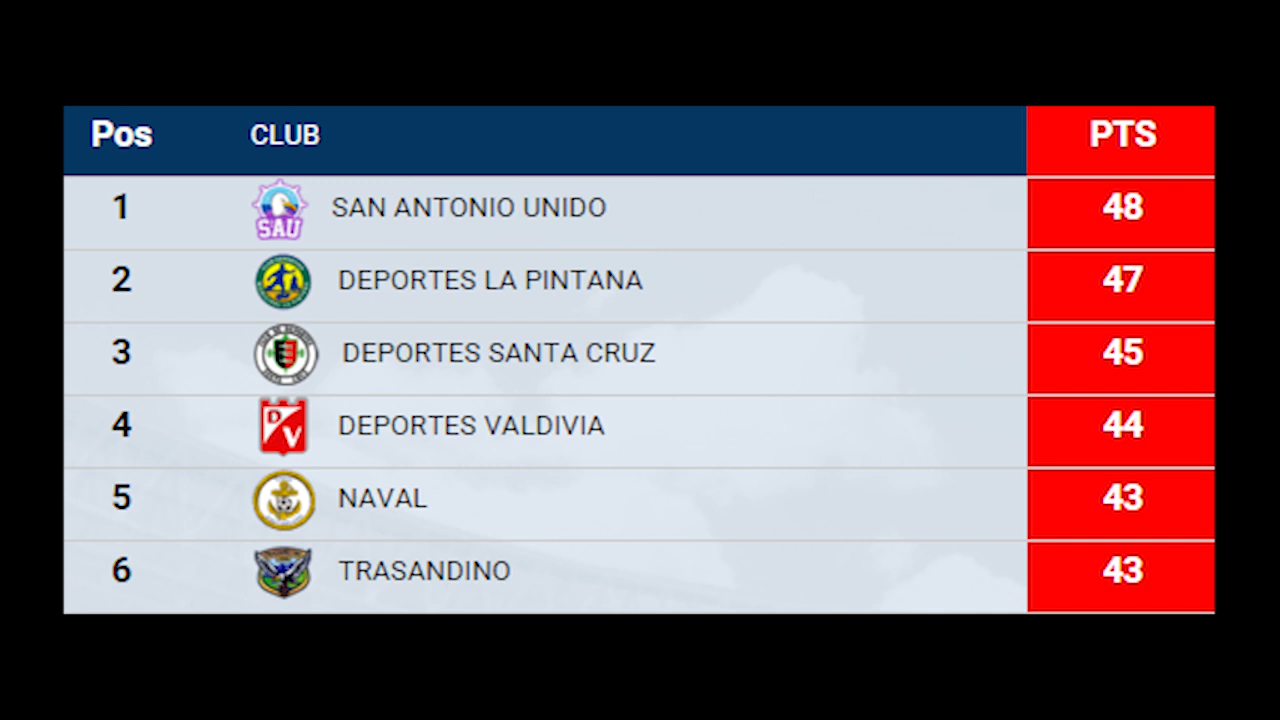 Pos CLUB PTS
1 SAU SAN ANTONIO UNIDO 48
2 DEPORTES LA PINTANA 47
3 DEPORTES SANTA CRUZ 45
4 DV DEPORTES VALDIVIA 44
5 NAVAL 43
6 TRASANDINO 43